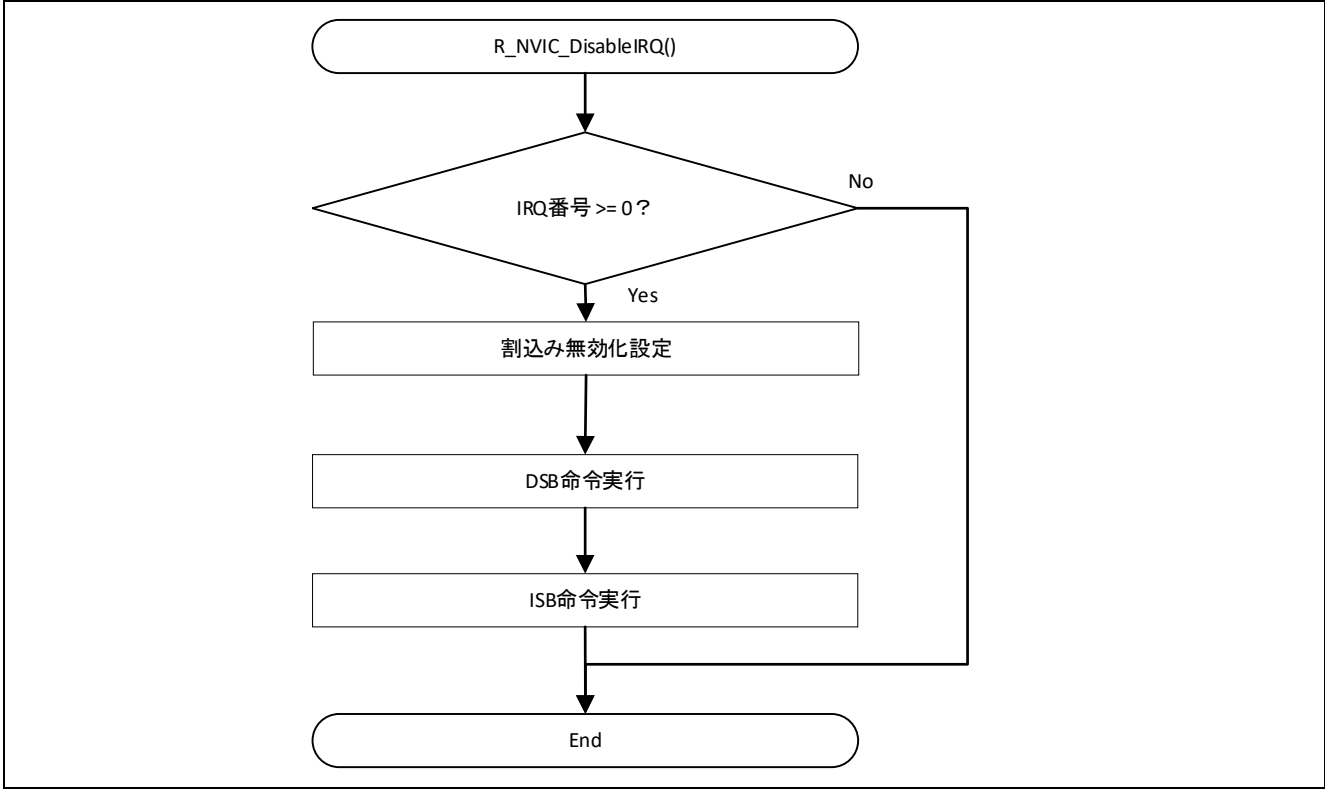 R_NVIC_DisableIRQ()
No
IRQ番号 >= 0？
Yes
割込み無効化設定
DSB命令実行
ISB命令実行
End